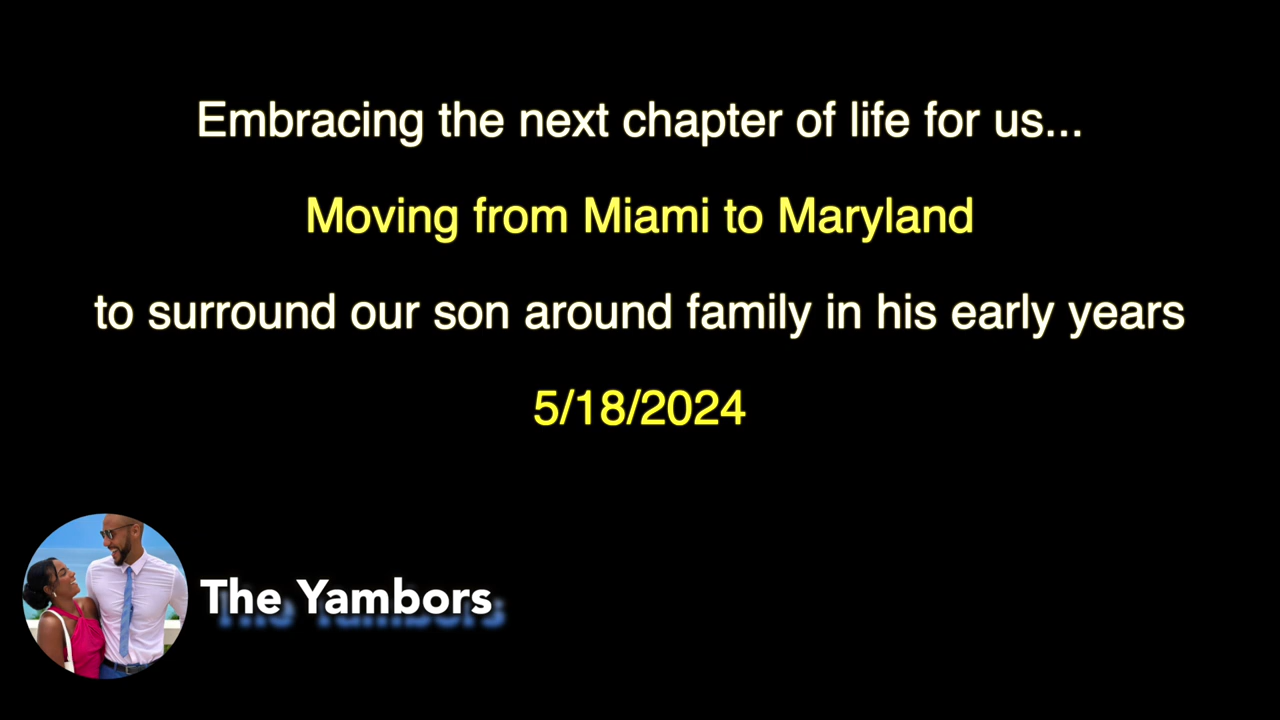 Embracing the next chapter of life for us...
Moving from Miami to Maryland
to surround our son around family in his early years
5/18/2024
The Yambors